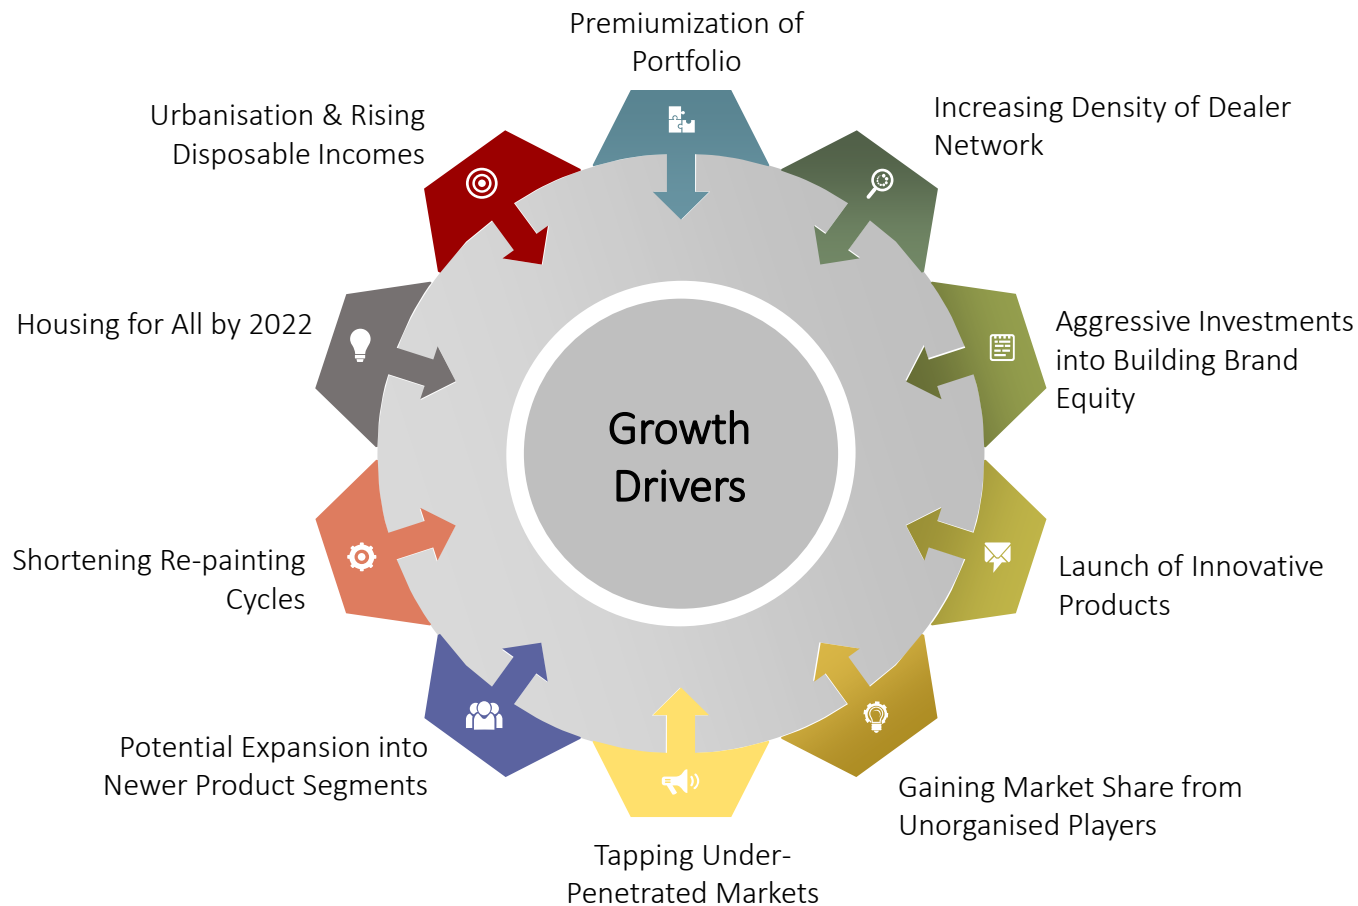 Premiumization of
Portfolio
Increasing Density of Dealer
Network
Aggressive Investments
into Building Brand
Equity
Launch of Innovative
Products
Gaining Market Share from
Unorganised Players
Tapping Under-
Penetrated Markets
Potential Expansion into
Newer Product Segments
Shortening Re-painting
Cycles
Housing for All by 2022
Urbanisation & Rising
Disposable Incomes
Growth
Drivers